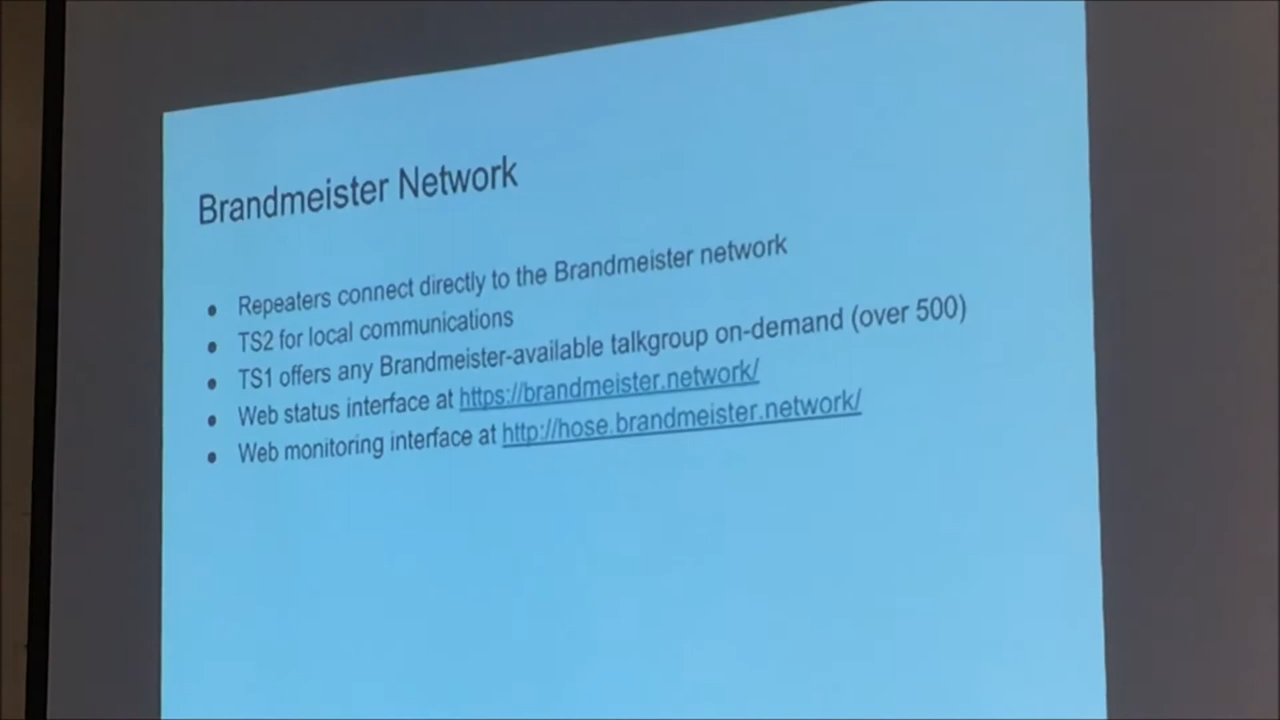 Brandmeister Network
● Repeaters connect directly to the Brandmeister network
● TS2 for local communications
● TS1 offers any Brandmeister-available talkgroup on-demand (over 500)
● Web status interface at https://brandmeister.network/
● Web monitoring interface at http://hose.brandmeister.network/